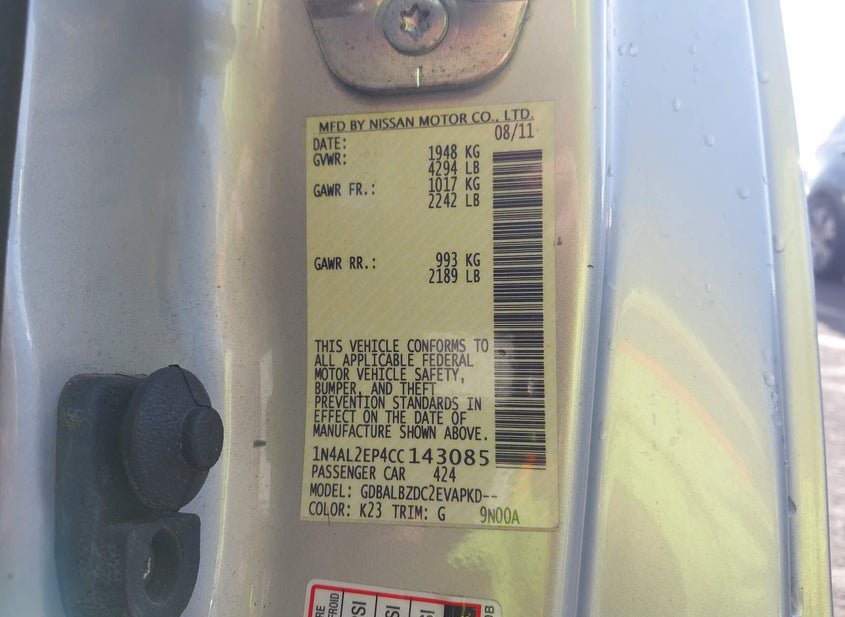 MFD BY NISSAN MOTOR CO., LTD.
DATE: 08/11
GVWR: 1948 KG
4294 LB
GAWR FR.: 1017 KG
2242 LB
GAWR RR.: 993 KG
2189 LB
THIS VEHICLE CONFORMS TO
ALL APPLICABLE FEDERAL
MOTOR VEHICLE SAFETY,
BUMPER, AND THEFT
PREVENTION STANDARDS IN
EFFECT ON THE DATE OF
MANUFACTURE SHOWN ABOVE.
1N4AL2EP4CC143085
PASSENGER CAR 424
MODEL: GDBALBZDC2EVAPKD--
COLOR: K23 TRIM: G 9N00A